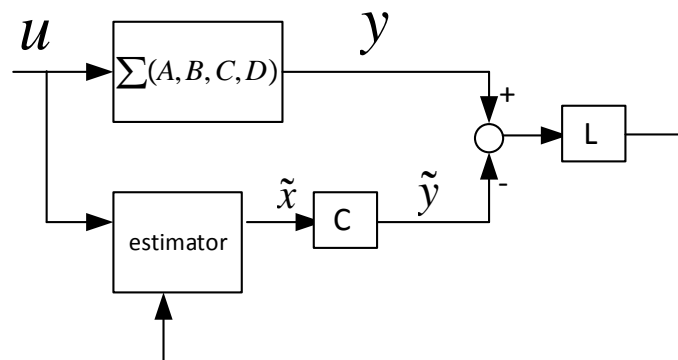 u
∑(A,B,C,D)
y
+
L
-
x̃
ỹ
C
estimator